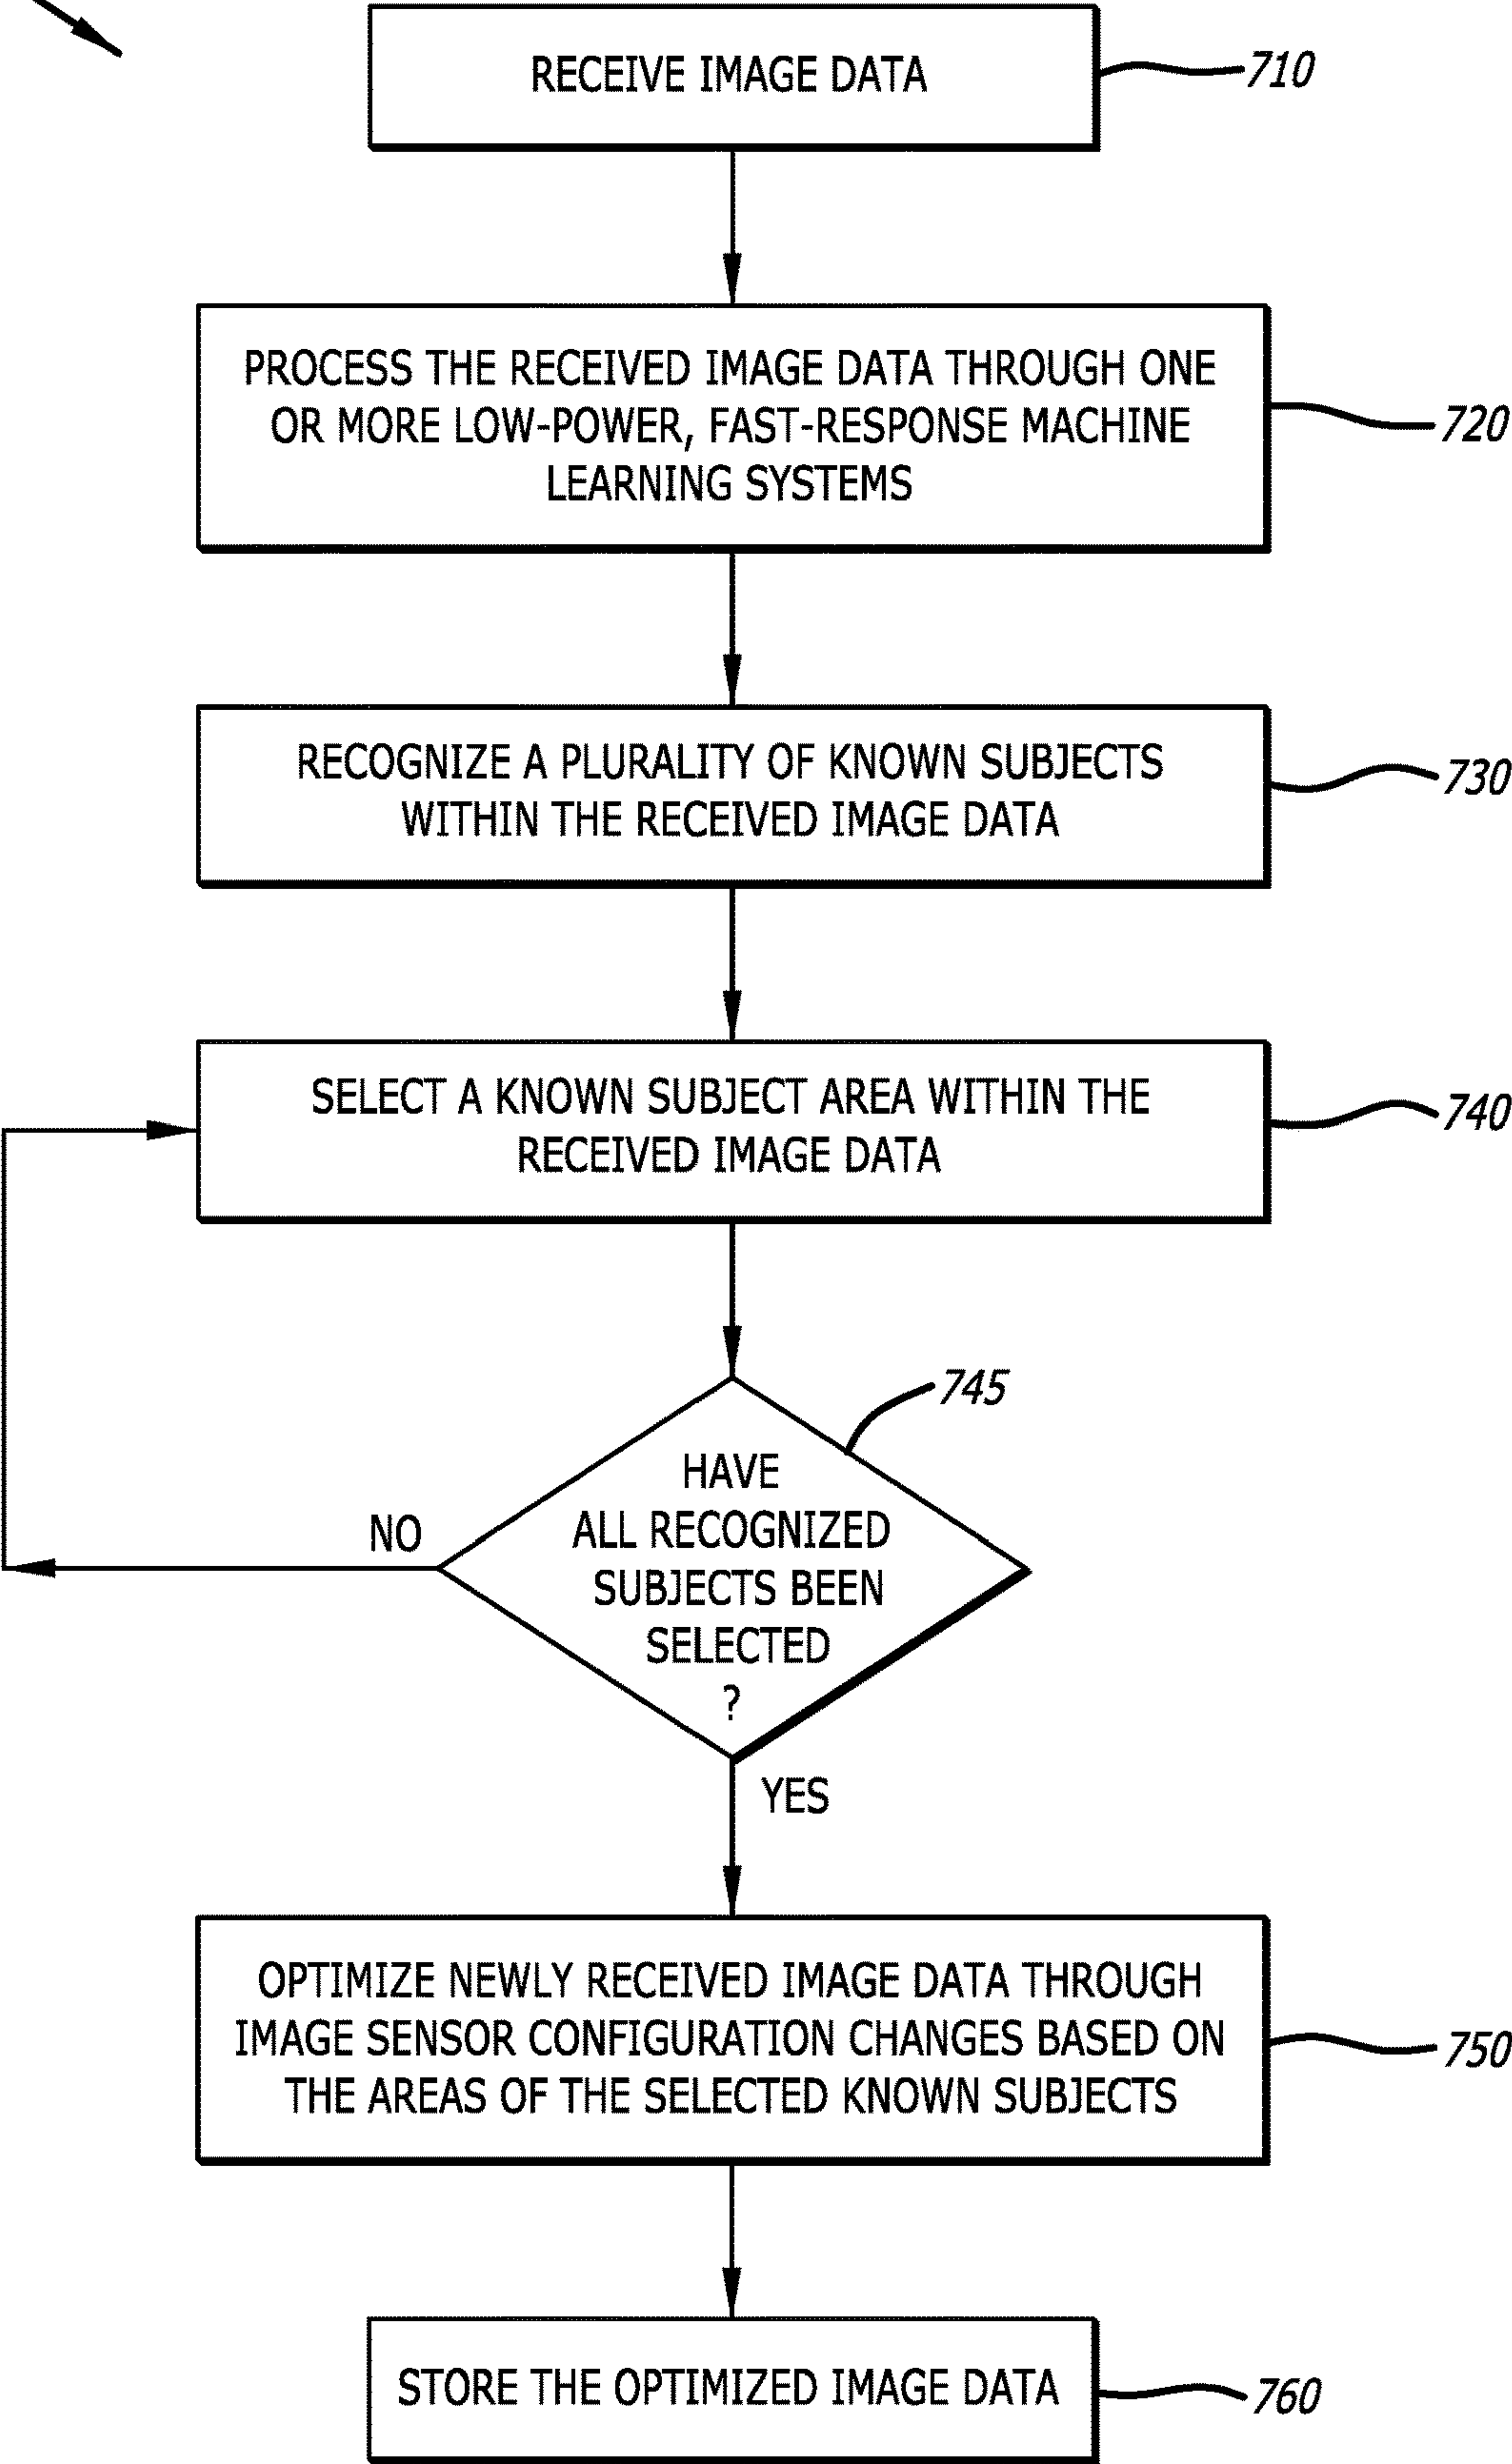 RECEIVE IMAGE DATA
710
PROCESS THE RECEIVED IMAGE DATA THROUGH ONE
OR MORE LOW-POWER, FAST-RESPONSE MACHINE
LEARNING SYSTEMS
720
RECOGNIZE A PLURALITY OF KNOWN SUBJECTS
WITHIN THE RECEIVED IMAGE DATA
730
SELECT A KNOWN SUBJECT AREA WITHIN THE
RECEIVED IMAGE DATA
740
745
HAVE
ALL RECOGNIZED
SUBJECTS BEEN
SELECTED
?
NO
YES
OPTIMIZE NEWLY RECEIVED IMAGE DATA THROUGH
IMAGE SENSOR CONFIGURATION CHANGES BASED ON
THE AREAS OF THE SELECTED KNOWN SUBJECTS
750
STORE THE OPTIMIZED IMAGE DATA
760